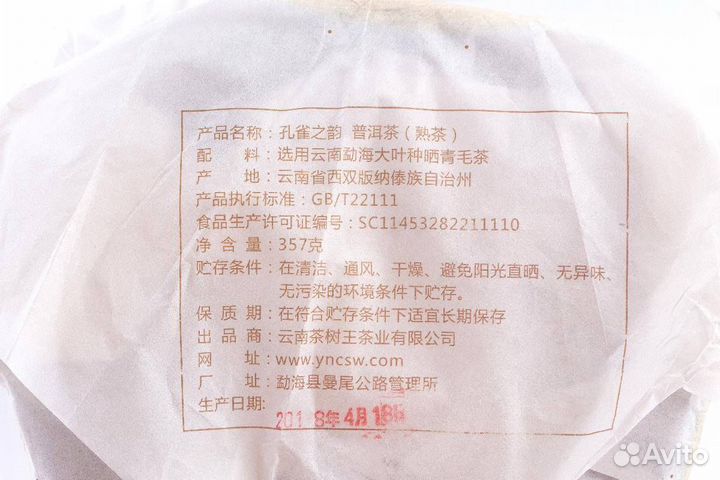 产品名称：孔雀之韵 普洱茶（熟茶）
配　料：选用云南勐海大叶种晒青毛茶
产　地：云南省西双版纳傣族自治州
产品执行标准：GB/T22111
食品生产许可证编号：SC11453282211110
净 含 量：357克
贮存条件：在清洁、通风、干燥、避免阳光直晒、无异味、
无污染的环境条件下贮存。
保 质 期：在符合贮存条件下适宜长期保存
出 品 商：云南茶树王茶业有限公司
网　址：www.yncsw.com
厂　址：勐海县曼尾公路管理所
生产日期：2018年4月18日
Avito